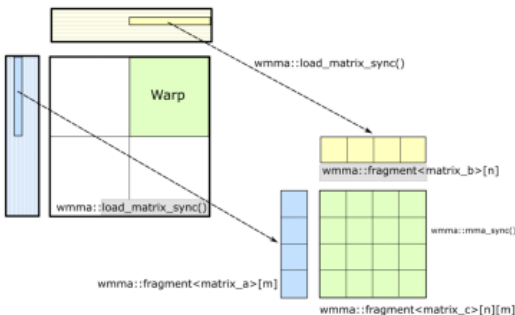 wmma::load_matrix_sync()
Warp
wmma::fragment<matrix_b>[n]
wmma::load_matrix_sync()
wmma::mma_sync()
wmma::fragment<matrix_a>[m]
wmma::fragment<matrix_c>[n][m]